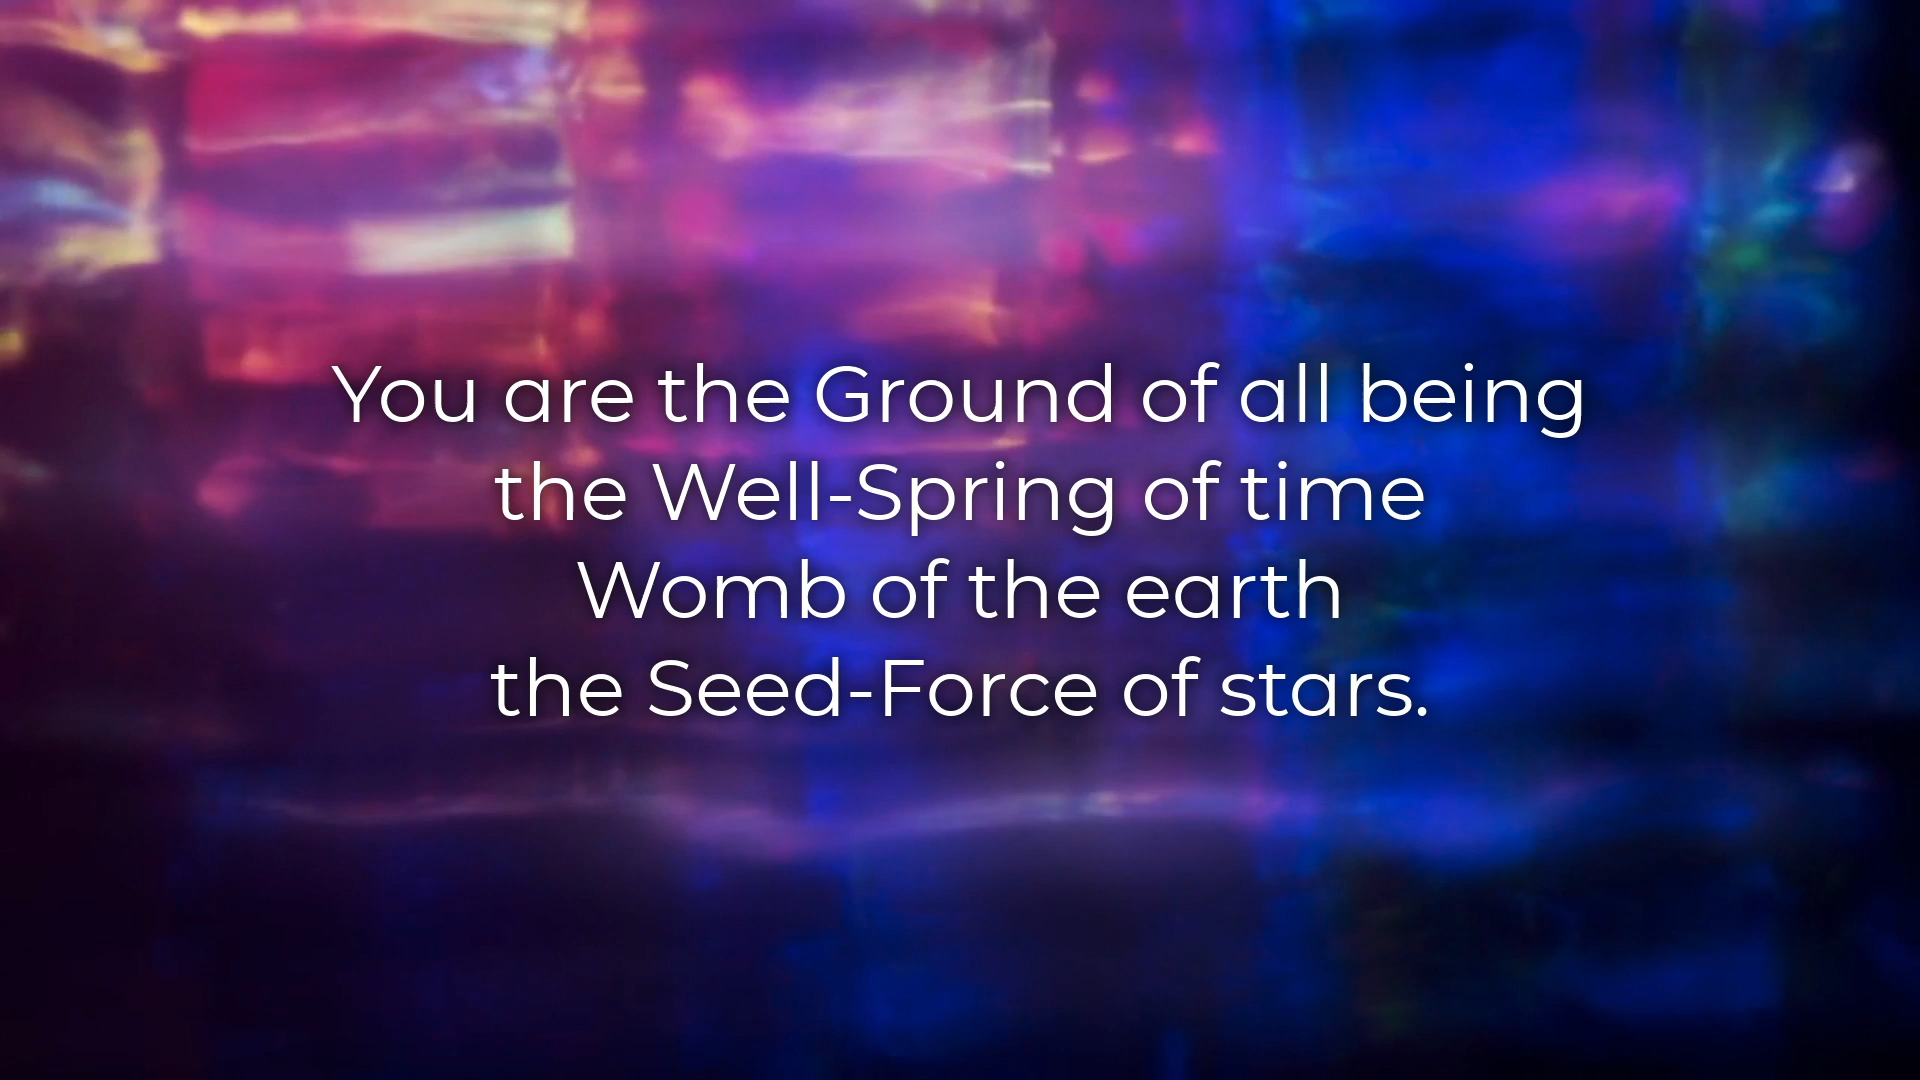 You are the Ground of all being
the Well-Spring of time
Womb of the earth
the Seed-Force of stars.